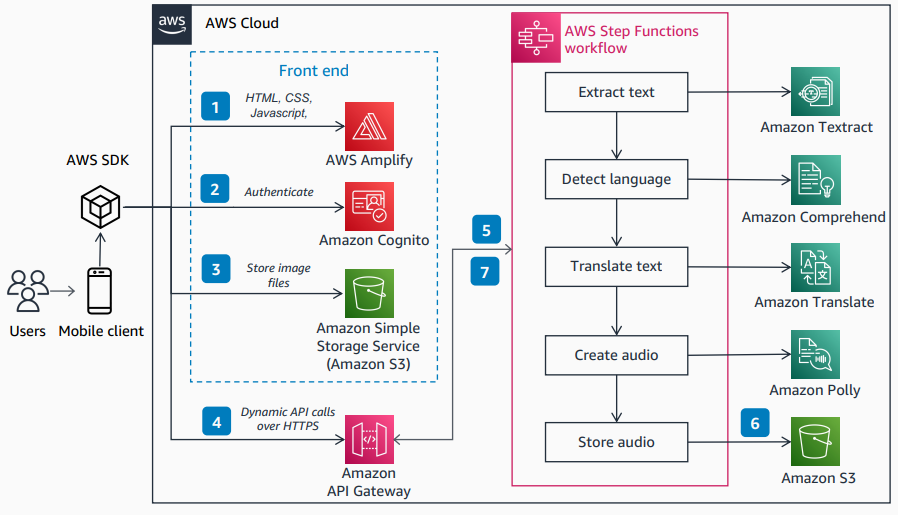 aws
AWS Cloud
AWS Step Functions
workflow
Front end
1
HTML, CSS,
Javascript,
AWS Amplify
AWS SDK
2
Authenticate
Amazon Cognito
3
Store image
files
Amazon Simple
Storage Service
(Amazon S3)
Users
Mobile client
4
Dynamic API calls
over HTTPS
Amazon
API Gateway
5
7
Extract text
Amazon Textract
Detect language
Amazon Comprehend
Translate text
A
文
Amazon Translate
Create audio
Amazon Polly
Store audio
6
Amazon S3